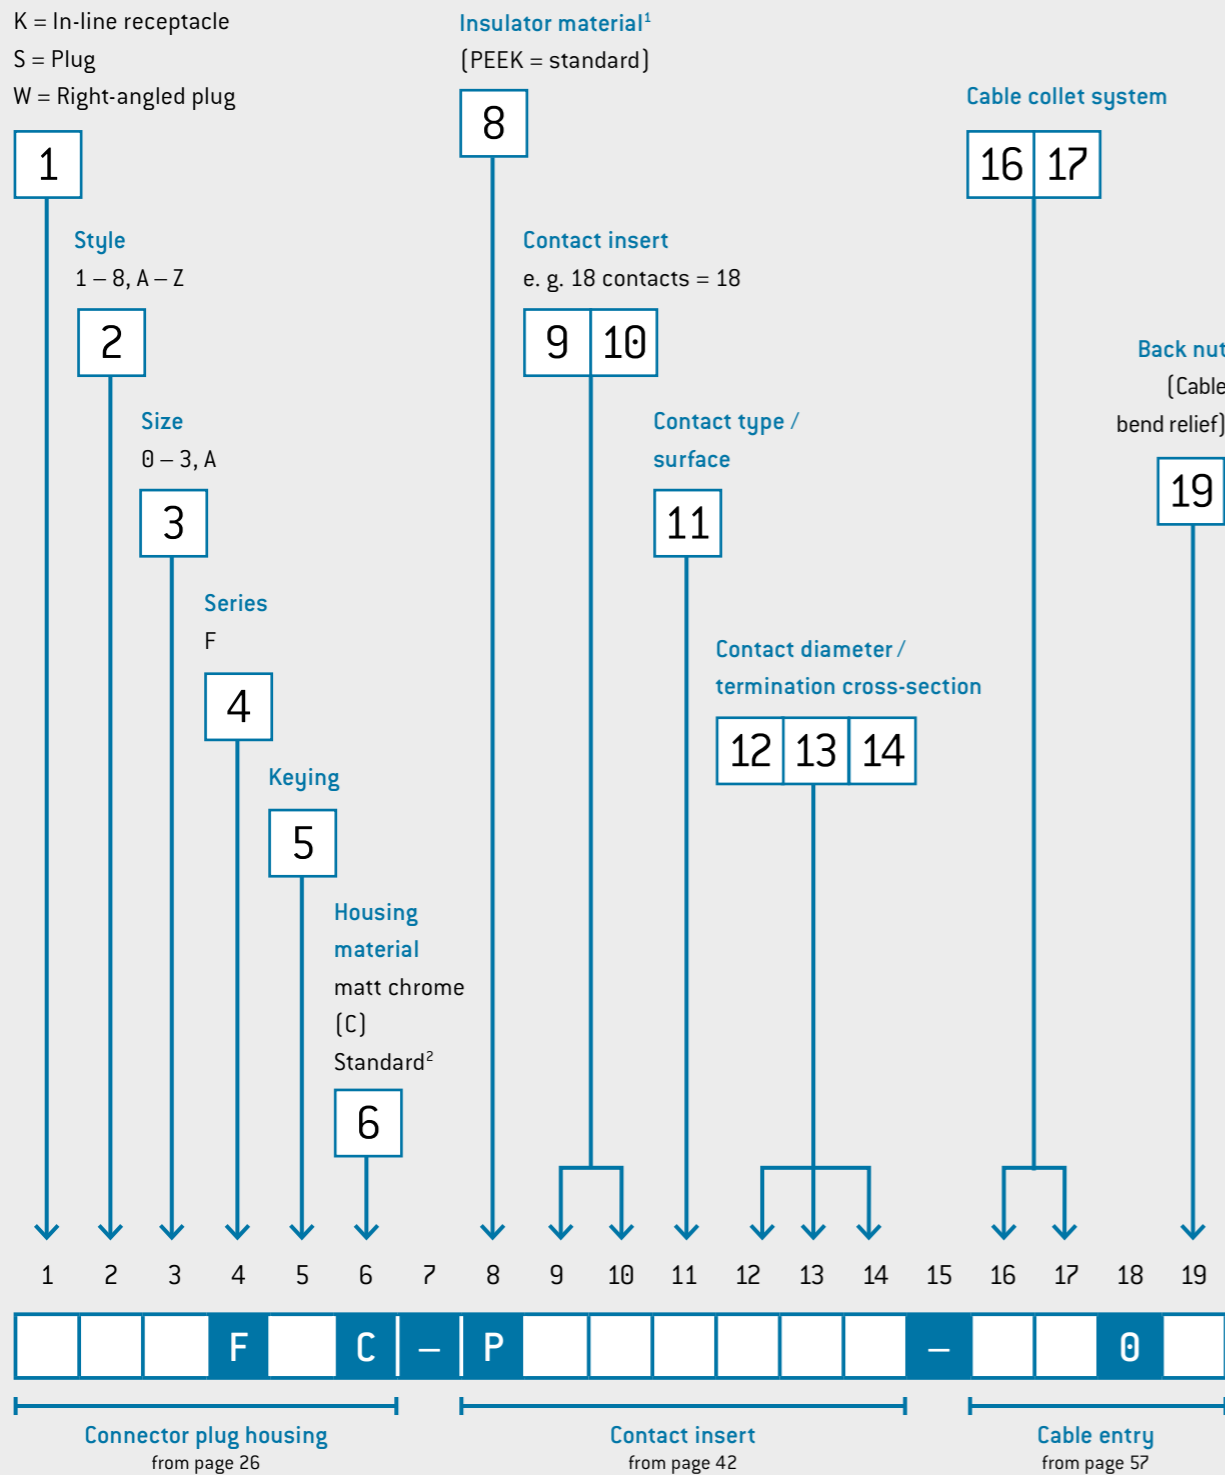 K = In-line receptacle
S = Plug
W = Right-angled plug
1
Insulator material¹
(PEEK = standard)
8
Cable collet system
16 17
Style
1 – 8, A – Z
2
Contact insert
e. g. 18 contacts = 18
9 10
Back nut
(Cable
bend relief)
19
Size
0 – 3, A
3
Contact type /
surface
11
Series
F
4
Contact diameter /
termination cross-section
12 13 14
Keying
5
Housing
material
matt chrome
(C)
Standard²
6
1 2 3 4 5 6 7 8 9 10 11 12 13 14 15 16 17 18 19
F C – P – 0
Connector plug housing
from page 26
Contact insert
from page 42
Cable entry
from page 57